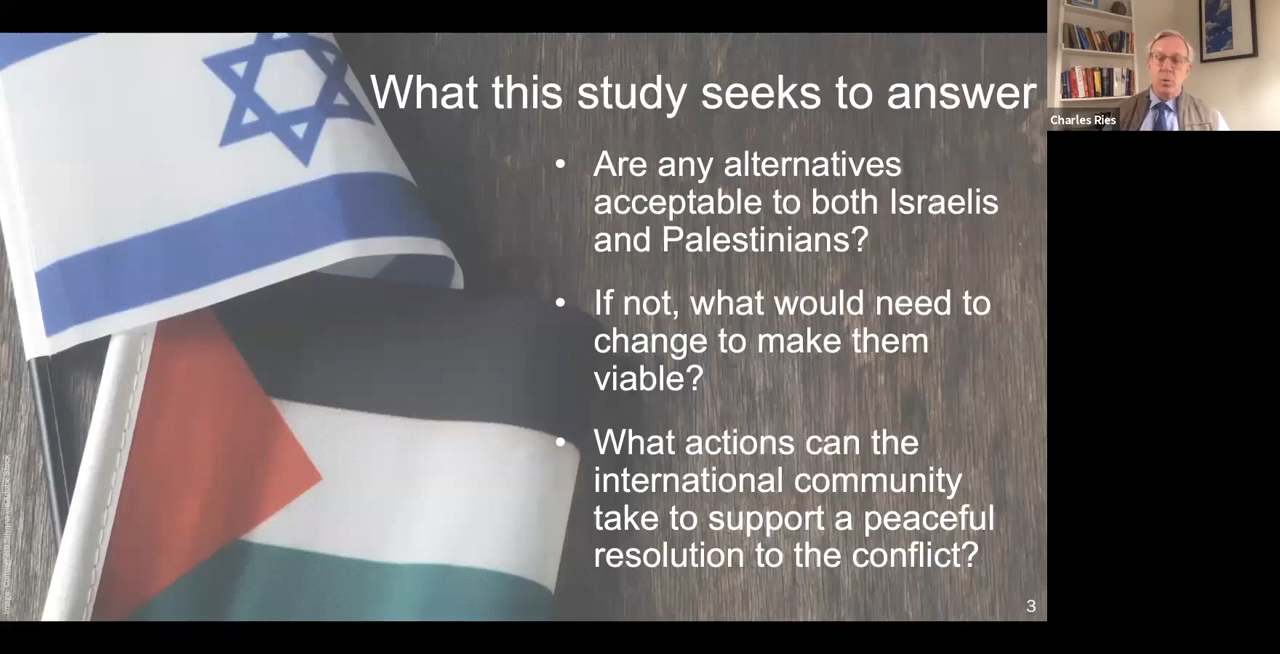 What this study seeks to answer
Charles Ries
• Are any alternatives
acceptable to both Israelis
and Palestinians?
• If not, what would need to
change to make them
viable?
• What actions can the
international community
take to support a peaceful
resolution to the conflict?
3